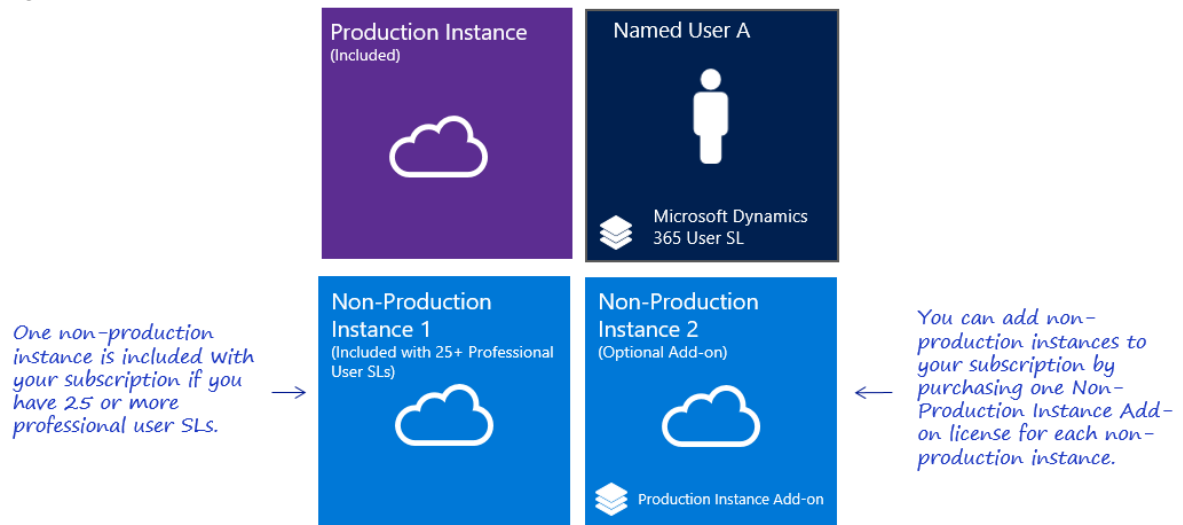 Production Instance
(Included)
Named User A
Microsoft Dynamics
365 User SL
One non-production
instance is included with
your subscription if you
have 25 or more
professional user SLs.
Non-Production
Instance 1
(Included with 25+ Professional
User SLs)
Non-Production
Instance 2
(Optional Add-on)
Production Instance Add-on
You can add non-
production instances to
your subscription by
purchasing one Non-
Production Instance Add-
on license for each non-
production instance.